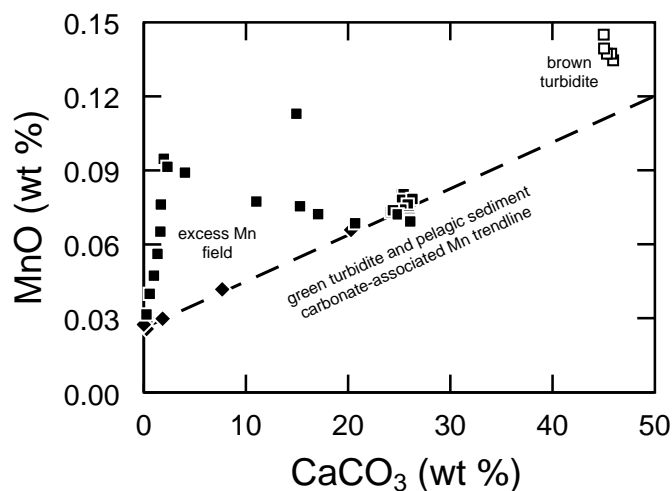 0.15
0.12
0.09
0.06
0.03
0.00
MnO (wt %)
brown
turbidite
excess Mn
field
green turbidite and pelagic sediment
carbonate-associated Mn trendline
0 10 20 30 40 50
CaCO₃ (wt %)